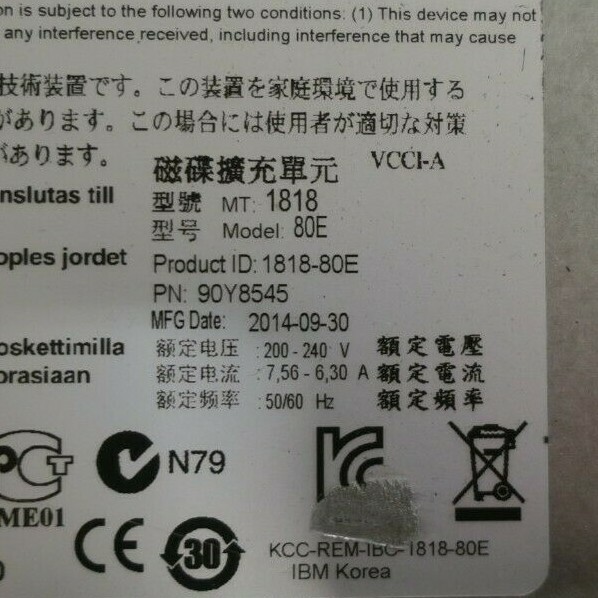 on is subject to the following two conditions: (1) This device may not
any interference received, including interference that may cause
技術装置です。この装置を家庭環境で使用する
があります。この場合には使用者が適切な対策
があります。
VCCI-A
磁碟擴充單元
nslutas till
型號 MT: 1818
型号 Model: 80E
oples jordet
Product ID: 1818-80E
PN: 90Y8545
MFG Date: 2014-09-30
oskettimilla
额定电压 : 200 - 240 V 額定電壓
orasiaan
额定电流 : 7,56 - 6,30 A 額定電流
额定频率 : 50/60 Hz 額定頻率
N79
ME01
CE
30
KCC-REM-IBC-1818-80E
IBM Korea